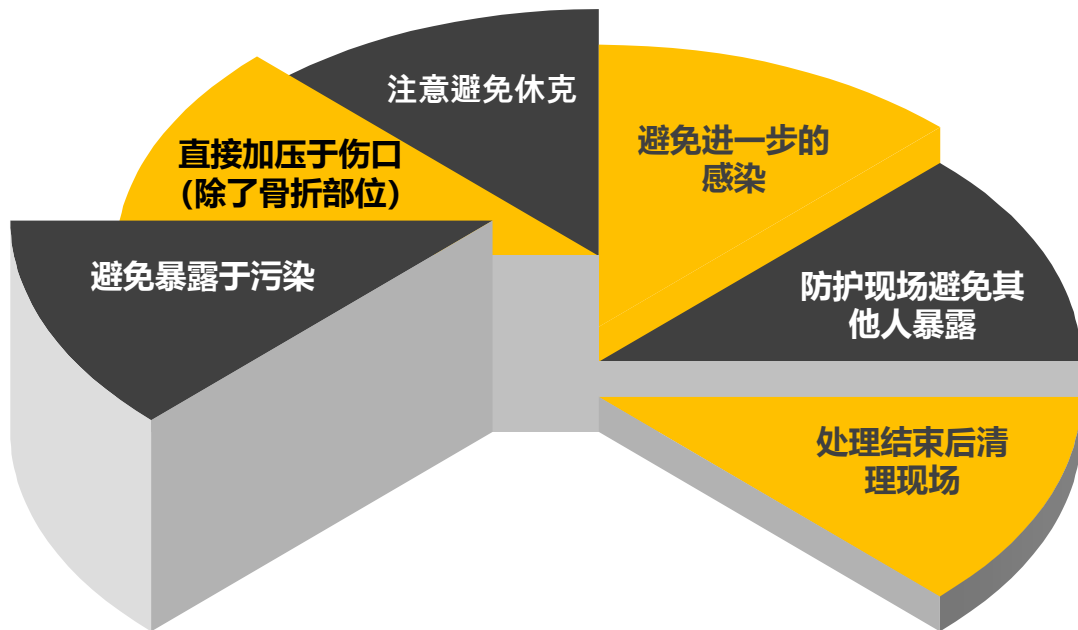 避免暴露于污染
直接加压于伤口
（除了骨折部位）
注意避免休克
避免进一步的
感染
防护现场避免其
他人暴露
处理结束后清
理现场